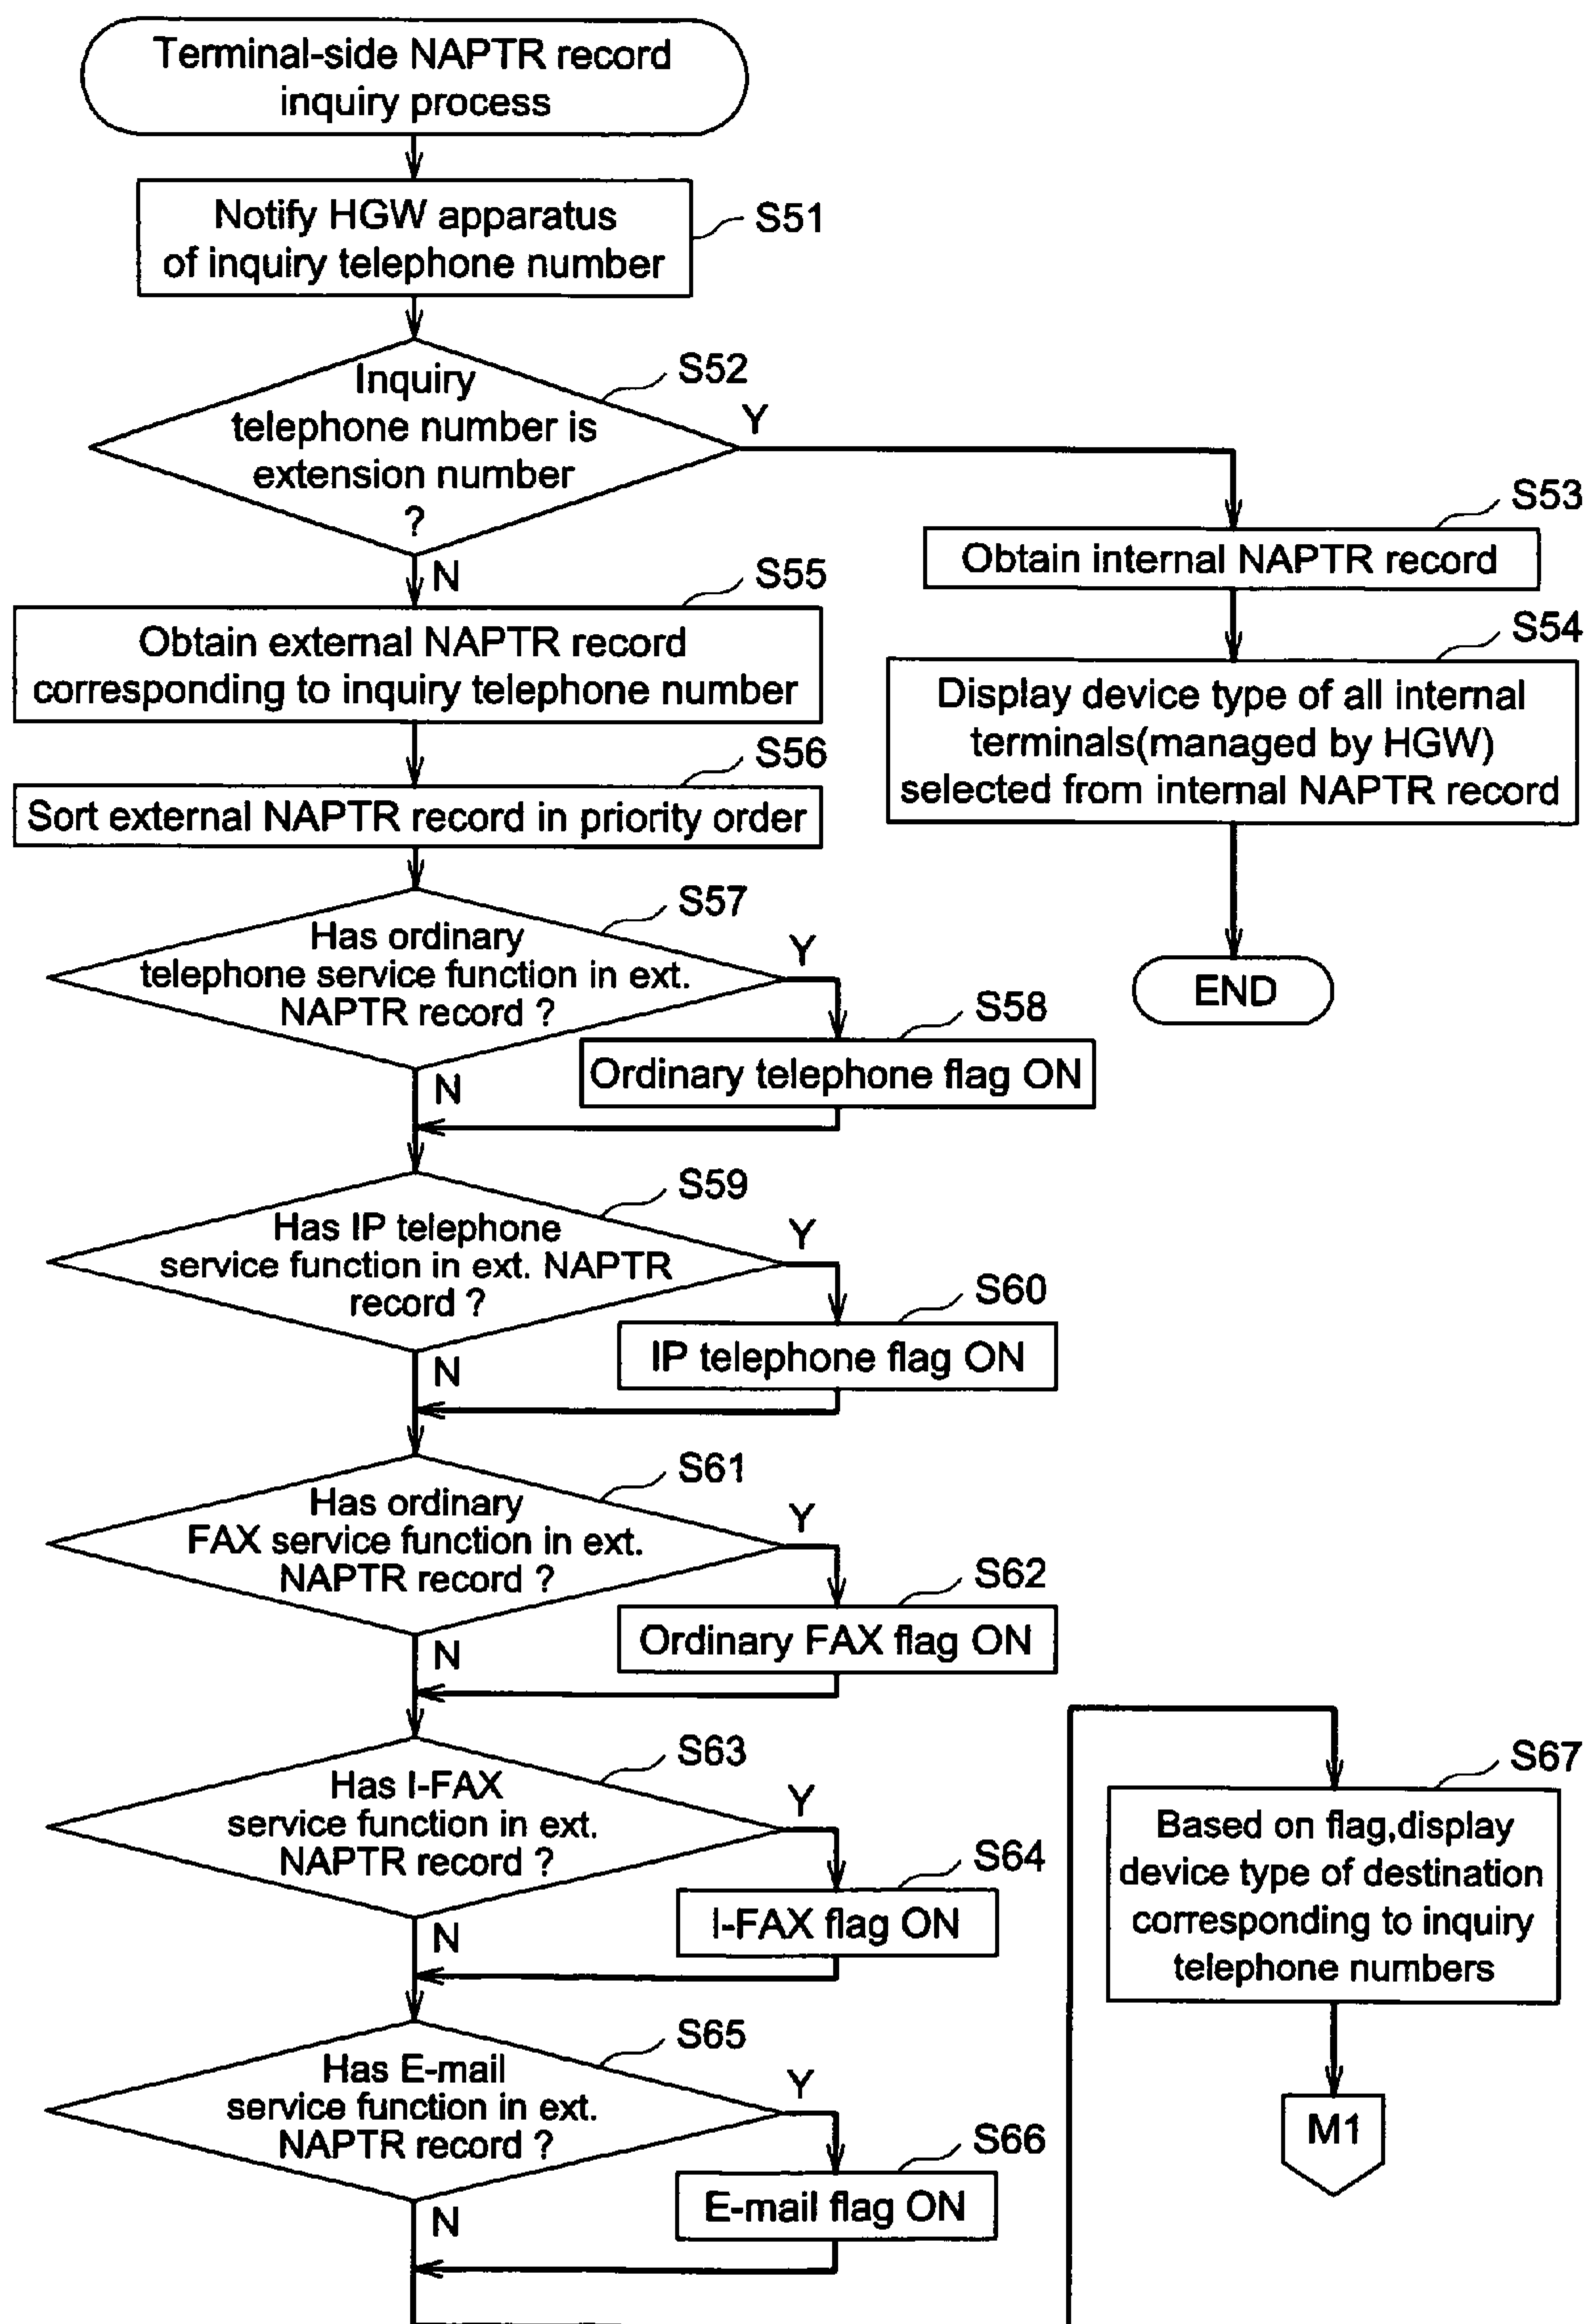 Terminal-side NAPTR record
inquiry process
Notify HGW apparatus
of inquiry telephone number
S51
Inquiry
telephone number is
extension number
?
S52
Y
N
S53
Obtain internal NAPTR record
S54
Display device type of all internal
terminals(managed by HGW)
selected from internal NAPTR record
END
S55
Obtain external NAPTR record
corresponding to inquiry telephone number
S56
Sort external NAPTR record in priority order
S57
Has ordinary
telephone service function in ext.
NAPTR record ?
Y
N
S58
Ordinary telephone flag ON
S59
Has IP telephone
service function in ext. NAPTR
record ?
Y
N
S60
IP telephone flag ON
S61
Has ordinary
FAX service function in ext.
NAPTR record ?
Y
N
S62
Ordinary FAX flag ON
S63
Has I-FAX
service function in ext.
NAPTR record ?
Y
N
S64
I-FAX flag ON
S65
Has E-mail
service function in ext.
NAPTR record ?
Y
N
S66
E-mail flag ON
S67
Based on flag,display
device type of destination
corresponding to inquiry
telephone numbers
M1